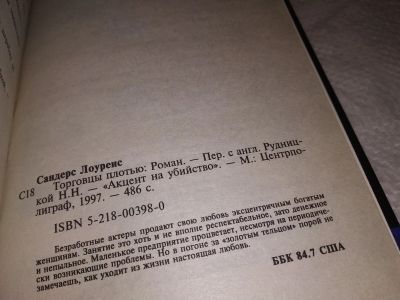 Сандерс Лоуренс
С18 Торговцы плотью: Роман. — Пер. с англ. Рудниц-
кой Н.Н. — «Акцент на убийство». — М.: Центрпо-
лиграф, 1997. — 486 с.
ISBN 5-218-00398-0
Безработные актеры продают свою любовь эксцентричным богатым
женщинам. Занятие это хоть и не вполне респектабельное, зато денежное
и непыльное. Маленькое предприятие процветает, несмотря на периодиче-
ски возникающие проблемы. Но в погоне за «золотым тельцом» порой не
замечаешь, как уходит из жизни настоящая любовь.
ББК 84.7 США